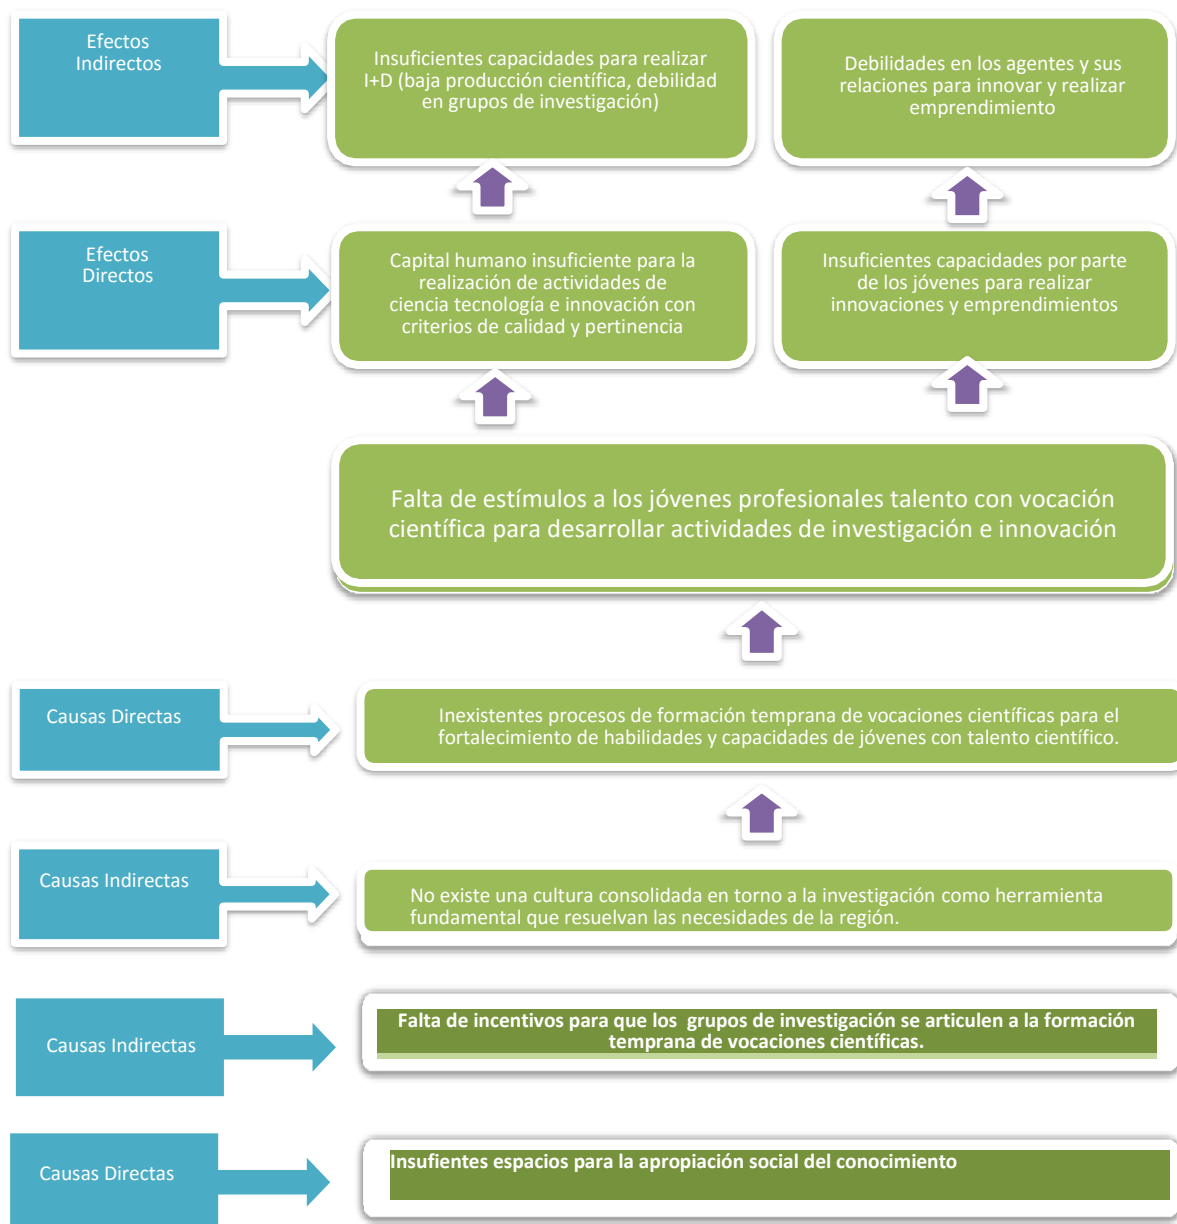 Efectos
Indirectos
Insuficientes capacidades para realizar
I+D (baja producción científica, debilidad
en grupos de investigación)
Debilidades en los agentes y sus
relaciones para innovar y realizar
emprendimiento
Efectos
Directos
Capital humano insuficiente para la
realización de actividades de
ciencia tecnología e innovación con
criterios de calidad y pertinencia
Insuficientes capacidades por parte
de los jóvenes para realizar
innovaciones y emprendimientos
Falta de estímulos a los jóvenes profesionales talento con vocación
científica para desarrollar actividades de investigación e innovación
Causas Directas
Inexistentes procesos de formación temprana de vocaciones científicas para el
fortalecimiento de habilidades y capacidades de jóvenes con talento científico.
Causas Indirectas
No existe una cultura consolidada en torno a la investigación como herramienta
fundamental que resuelvan las necesidades de la región.
Causas Indirectas
Falta de incentivos para que los grupos de investigación se articulen a la formación
temprana de vocaciones científicas.
Causas Directas
Insufientes espacios para la apropiación social del conocimiento